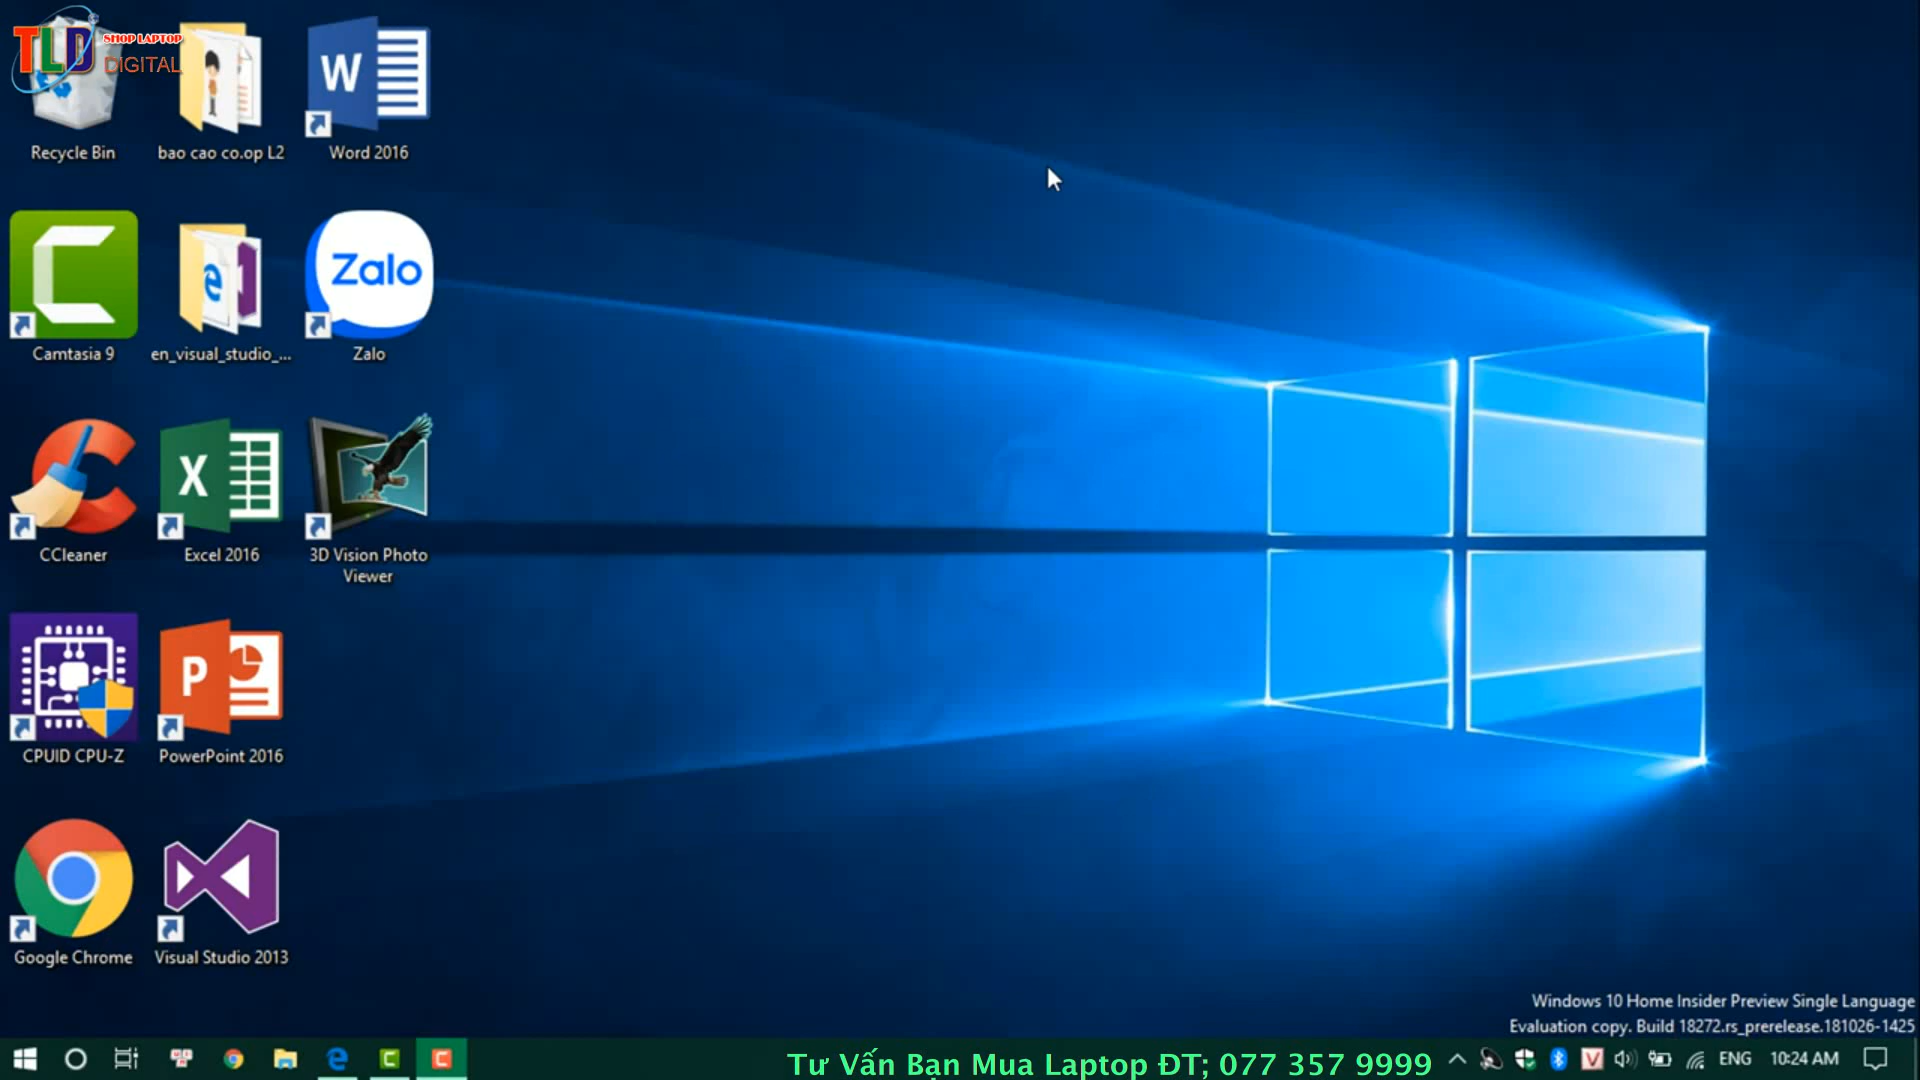 TLD SHOP LAPTOP
DIGITAL
Recycle Bin
bao cao co.op L2
W
Word 2016
Camtasia 9
en_visual_studio_...
Zalo
Zalo
CCleaner
X
Excel 2016
3D Vision Photo
Viewer
CPUID CPU-Z
P
PowerPoint 2016
Google Chrome
Visual Studio 2013
Windows 10 Home Insider Preview Single Language
Evaluation copy. Build 18272.rs_prerelease.181026-1425
Tư Vấn Bạn Mua Laptop ĐT; 077 357 9999
V
ENG
10:24 AM